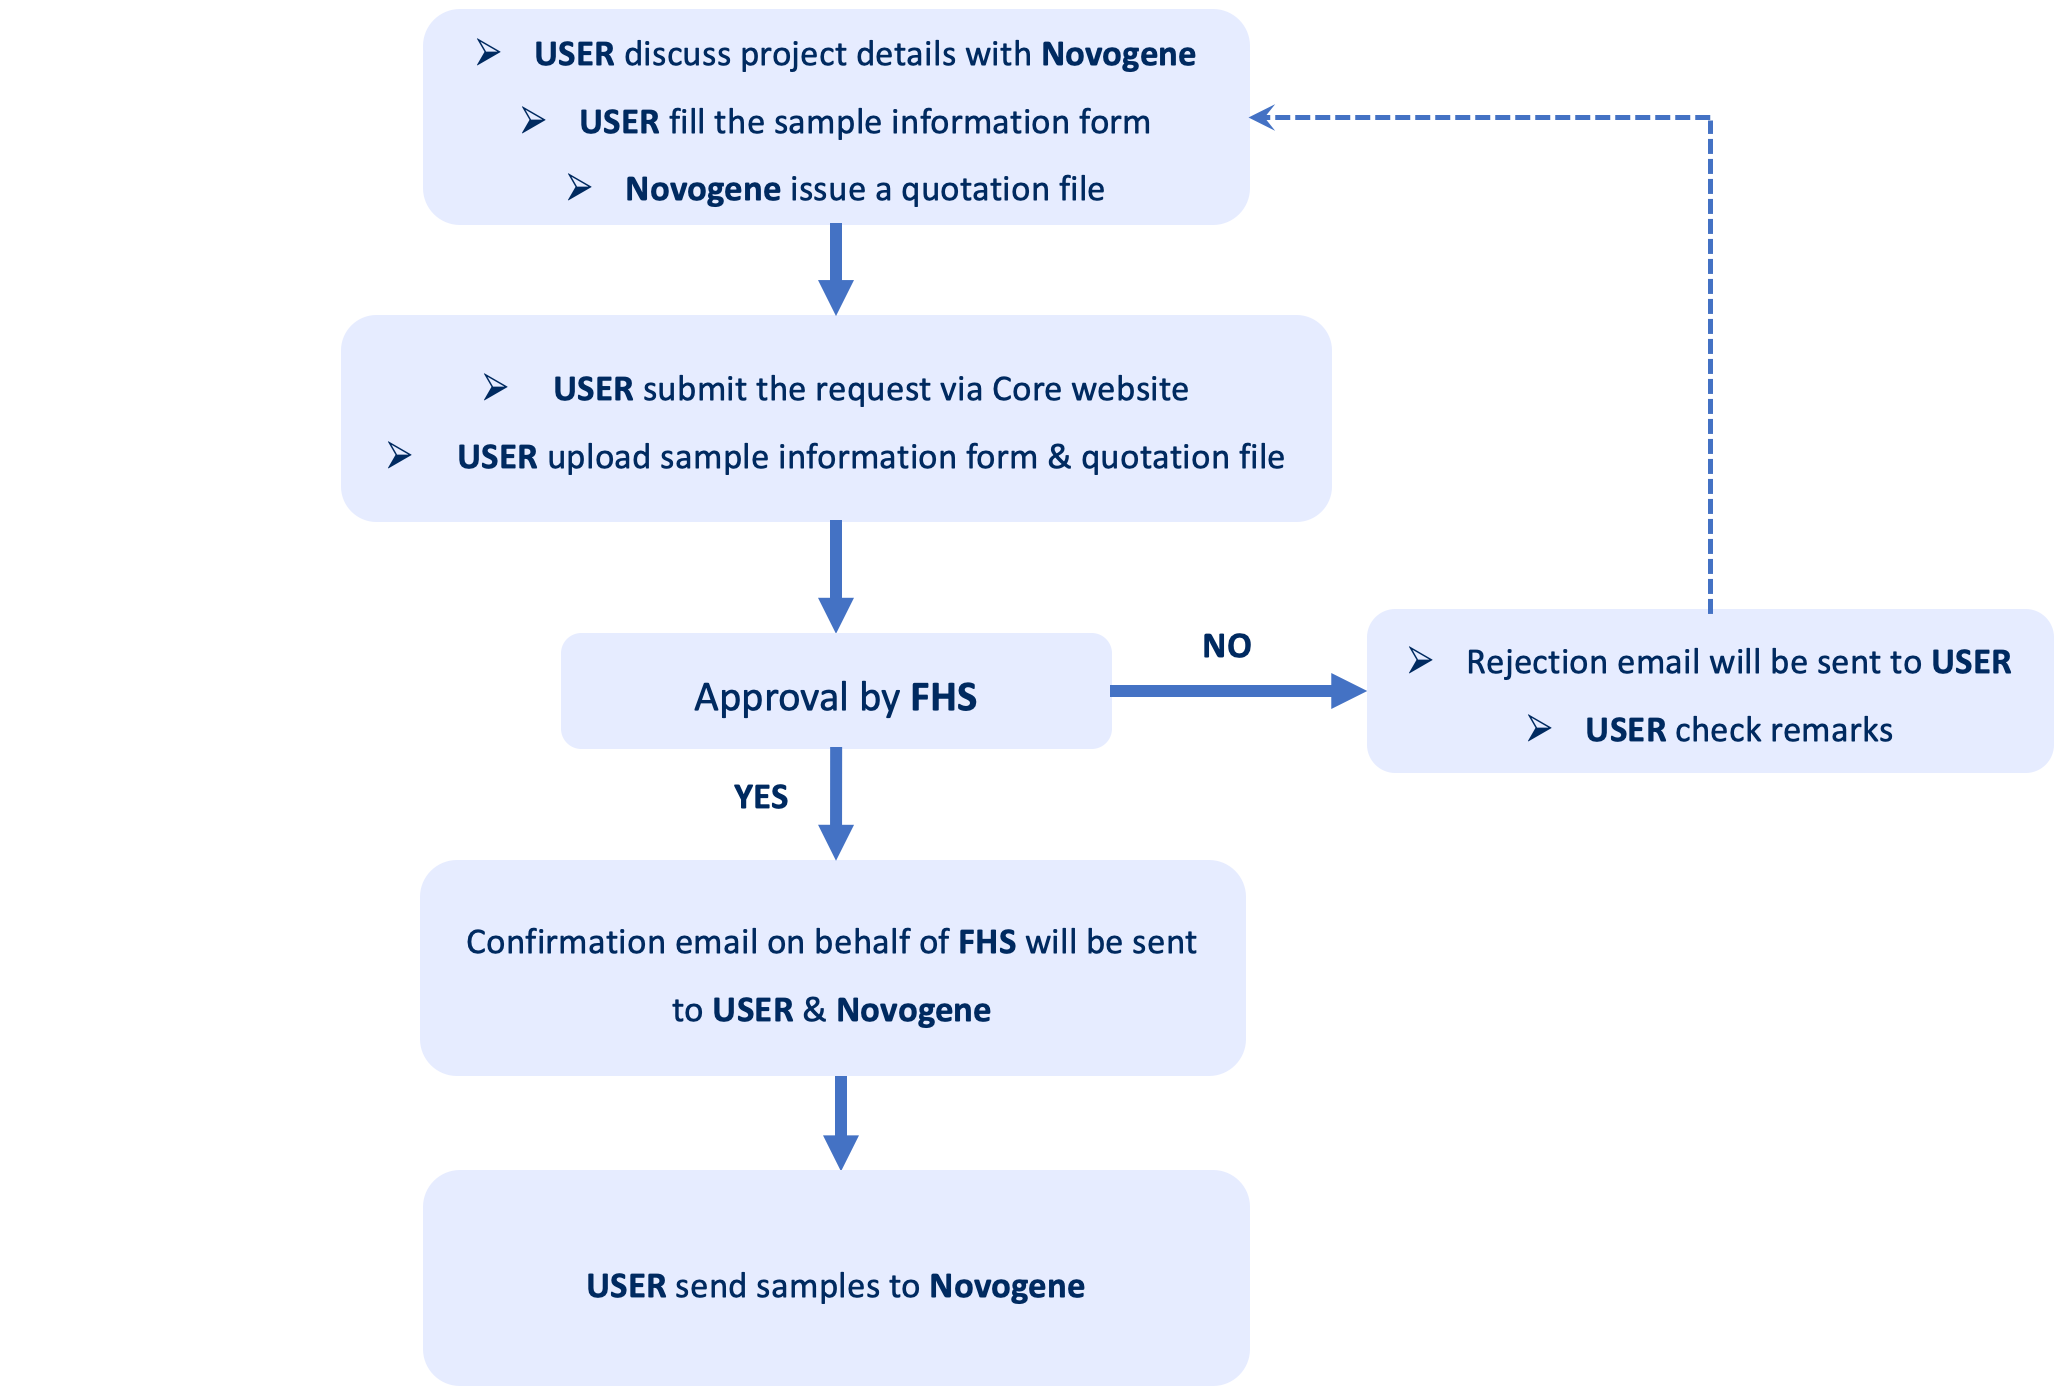 ➢ USER discuss project details with Novogene
➢ USER fill the sample information form
➢ Novogene issue a quotation file
➢ USER submit the request via Core website
➢ USER upload sample information form & quotation file
Approval by FHS
NO
➢ Rejection email will be sent to USER
➢ USER check remarks
YES
Confirmation email on behalf of FHS will be sent
to USER & Novogene
USER send samples to Novogene